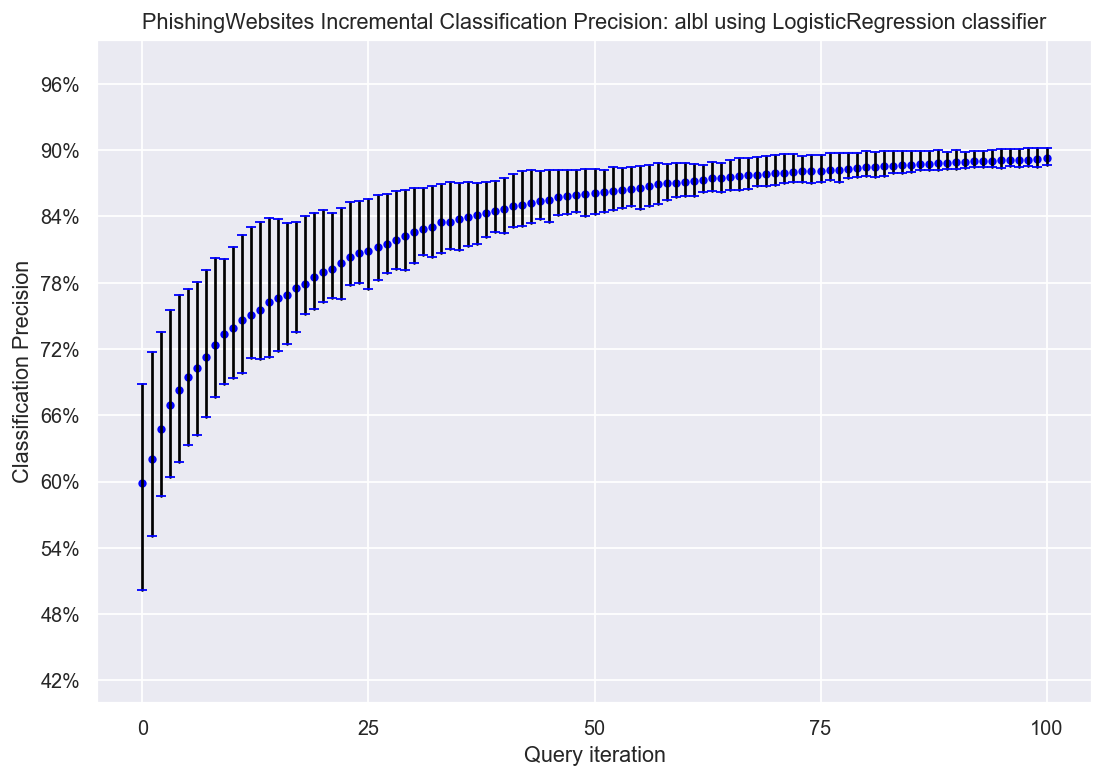 PhishingWebsites Incremental Classification Precision: albl using LogisticRegression classifier
96%
90%
84%
78%
72%
66%
60%
54%
48%
42%
Classification Precision
0 25 50 75 100
Query iteration